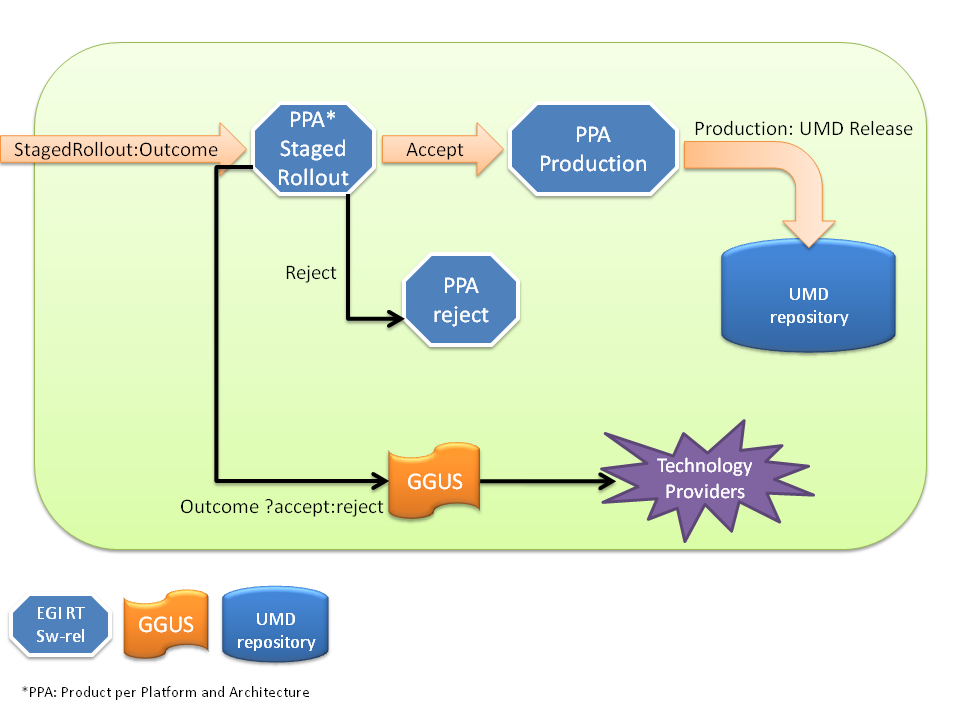 StagedRollout:Outcome
PPA*
Staged
Rollout
Accept
PPA
Production
Production: UMD Release
UMD
repository
Reject
PPA
reject
Outcome ?accept:reject
GGUS
Technology
Providers
EGI RT
Sw-rel
GGUS
UMD
repository
*PPA: Product per Platform and Architecture